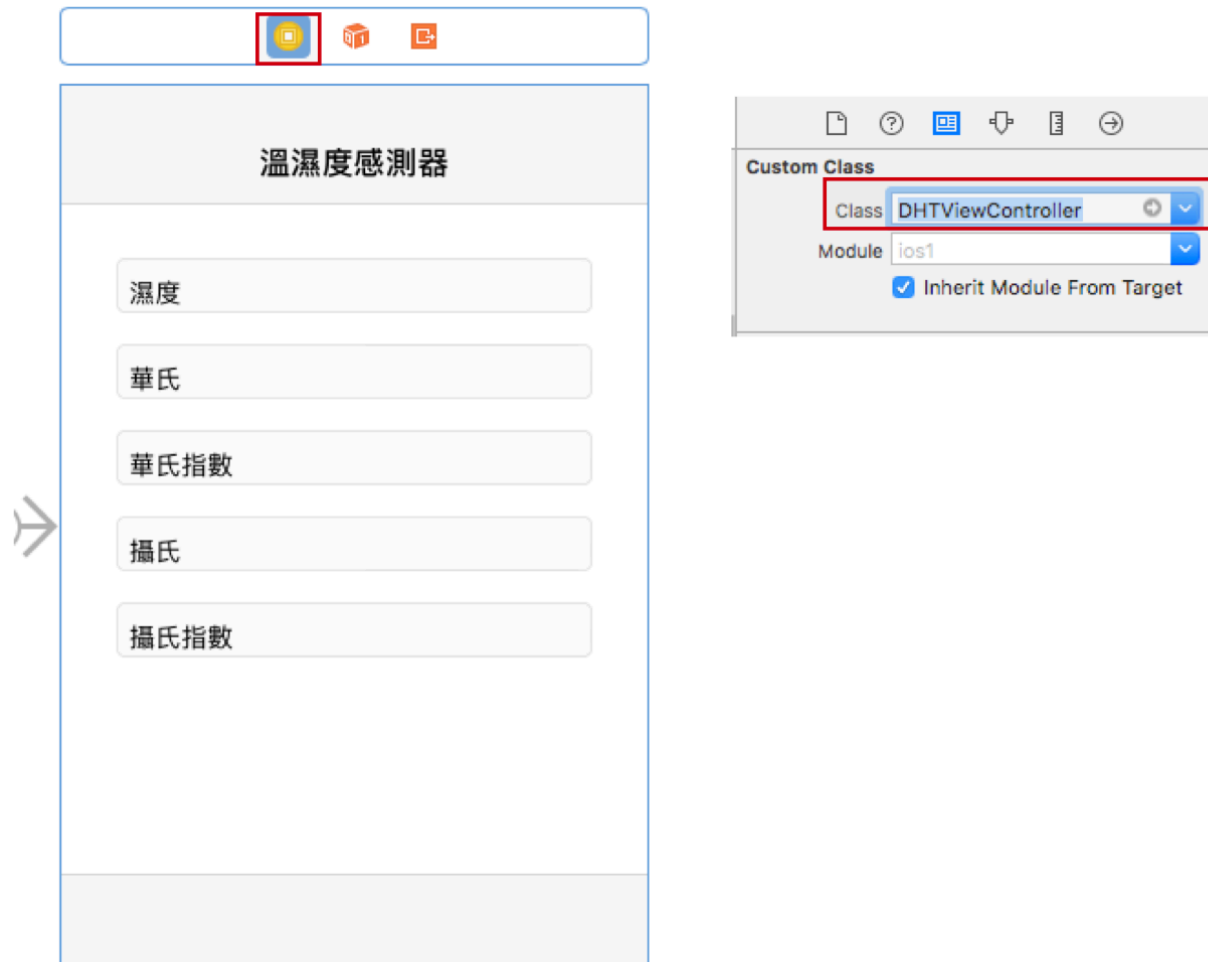 溫濕度感測器
濕度
華氏
華氏指數
攝氏
攝氏指數
Custom Class
Class DHTViewController
Module ios1
Inherit Module From Target